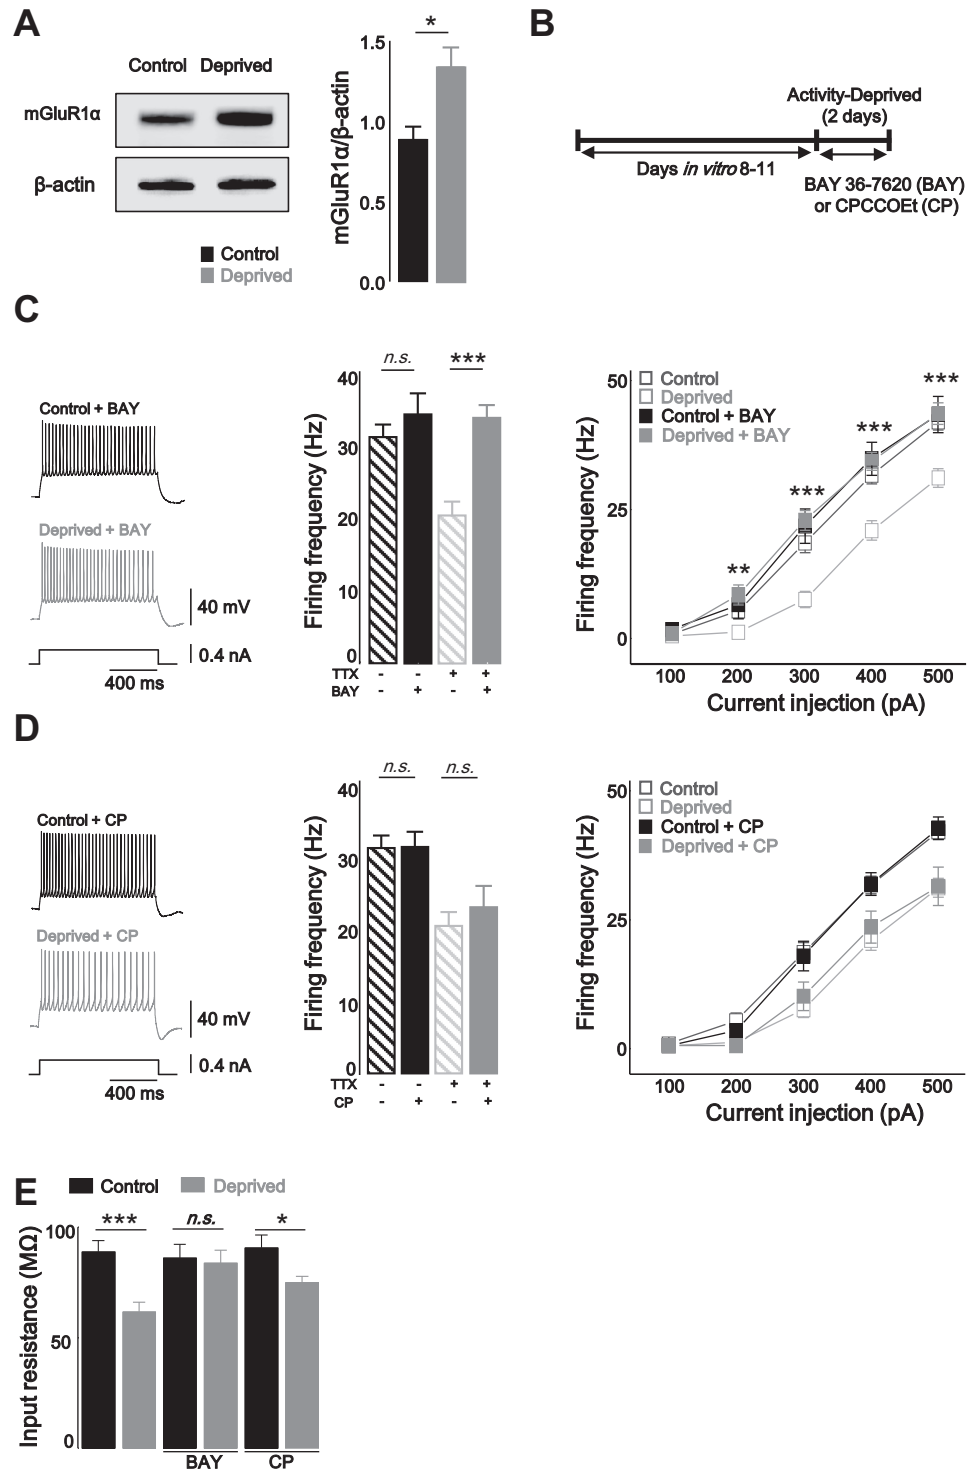 A
Control Deprived
mGluR1α
β-actin
Control
Deprived
*
mGluR1α/β-actin
1.5
1.0
0.5
0.0
B
Activity-Deprived
(2 days)
Days in vitro 8-11
BAY 36-7620 (BAY)
or CPCCOEt (CP)
C
Control + BAY
Deprived + BAY
40 mV
0.4 nA
400 ms
n.s. ***
Firing frequency (Hz)
40
30
20
10
0
TTX - - + +
BAY - + - +
Control
Deprived
Control + BAY
Deprived + BAY
** *** *** ***
Firing frequency (Hz)
50
25
0
100 200 300 400 500
Current injection (pA)
D
Control + CP
Deprived + CP
40 mV
0.4 nA
400 ms
n.s. n.s.
Firing frequency (Hz)
40
30
20
10
0
TTX - - + +
CP - + - +
Control
Deprived
Control + CP
Deprived + CP
Firing frequency (Hz)
50
25
0
100 200 300 400 500
Current injection (pA)
E
Control Deprived
*** n.s. *
Input resistance (MΩ)
100
50
0
BAY CP